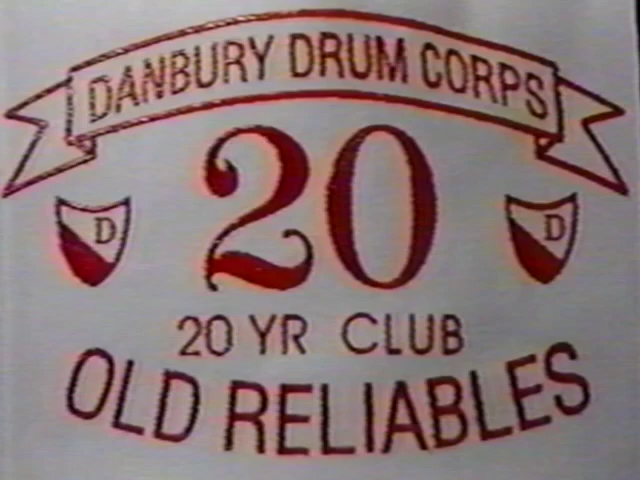 DANBURY DRUM CORPS
20
D
D
20 YR CLUB
OLD RELIABLES